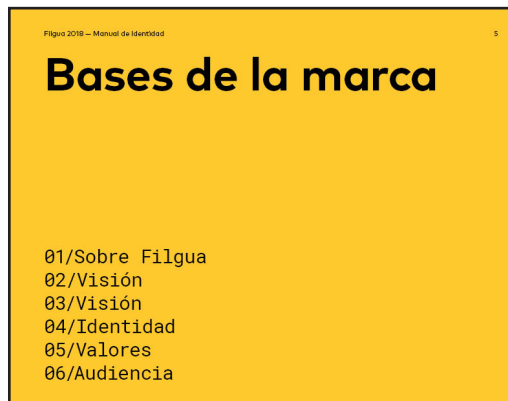 Filgua 2018 — Manual de Identidad
5
Bases de la marca
01/Sobre Filgua
02/Visión
03/Visión
04/Identidad
05/Valores
06/Audiencia